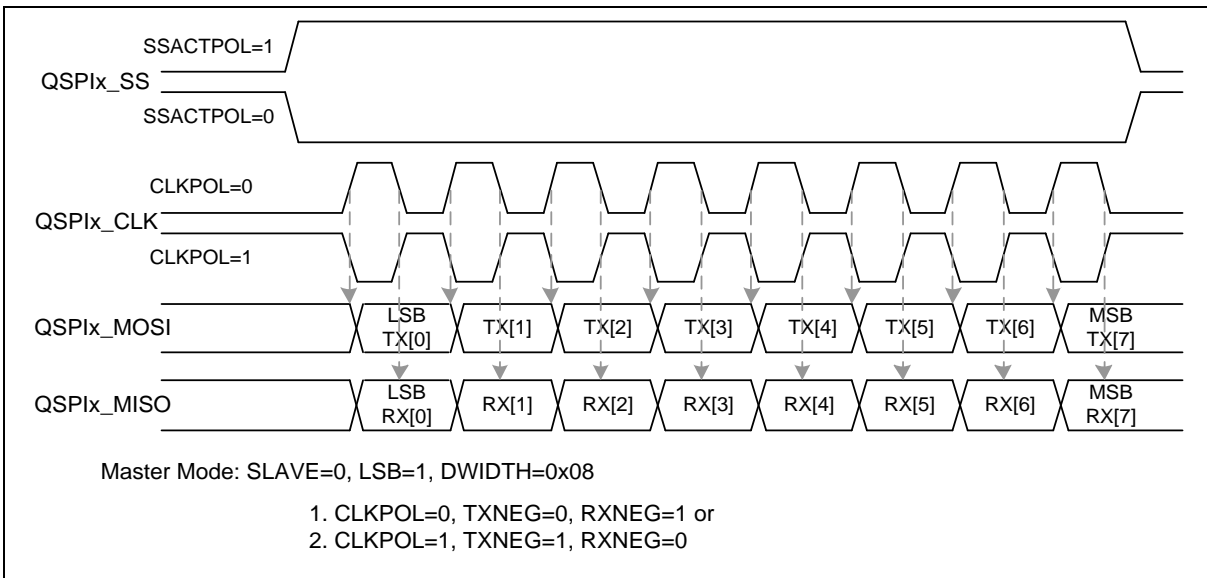 SSACTPOL=1
QSPIx_SS
SSACTPOL=0
CLKPOL=0
QSPIx_CLK
CLKPOL=1
QSPIx_MOSI
LSB
TX[0]
TX[1]
TX[2]
TX[3]
TX[4]
TX[5]
TX[6]
MSB
TX[7]
QSPIx_MISO
LSB
RX[0]
RX[1]
RX[2]
RX[3]
RX[4]
RX[5]
RX[6]
MSB
RX[7]
Master Mode: SLAVE=0, LSB=1, DWIDTH=0x08
1. CLKPOL=0, TXNEG=0, RXNEG=1 or
2. CLKPOL=1, TXNEG=1, RXNEG=0